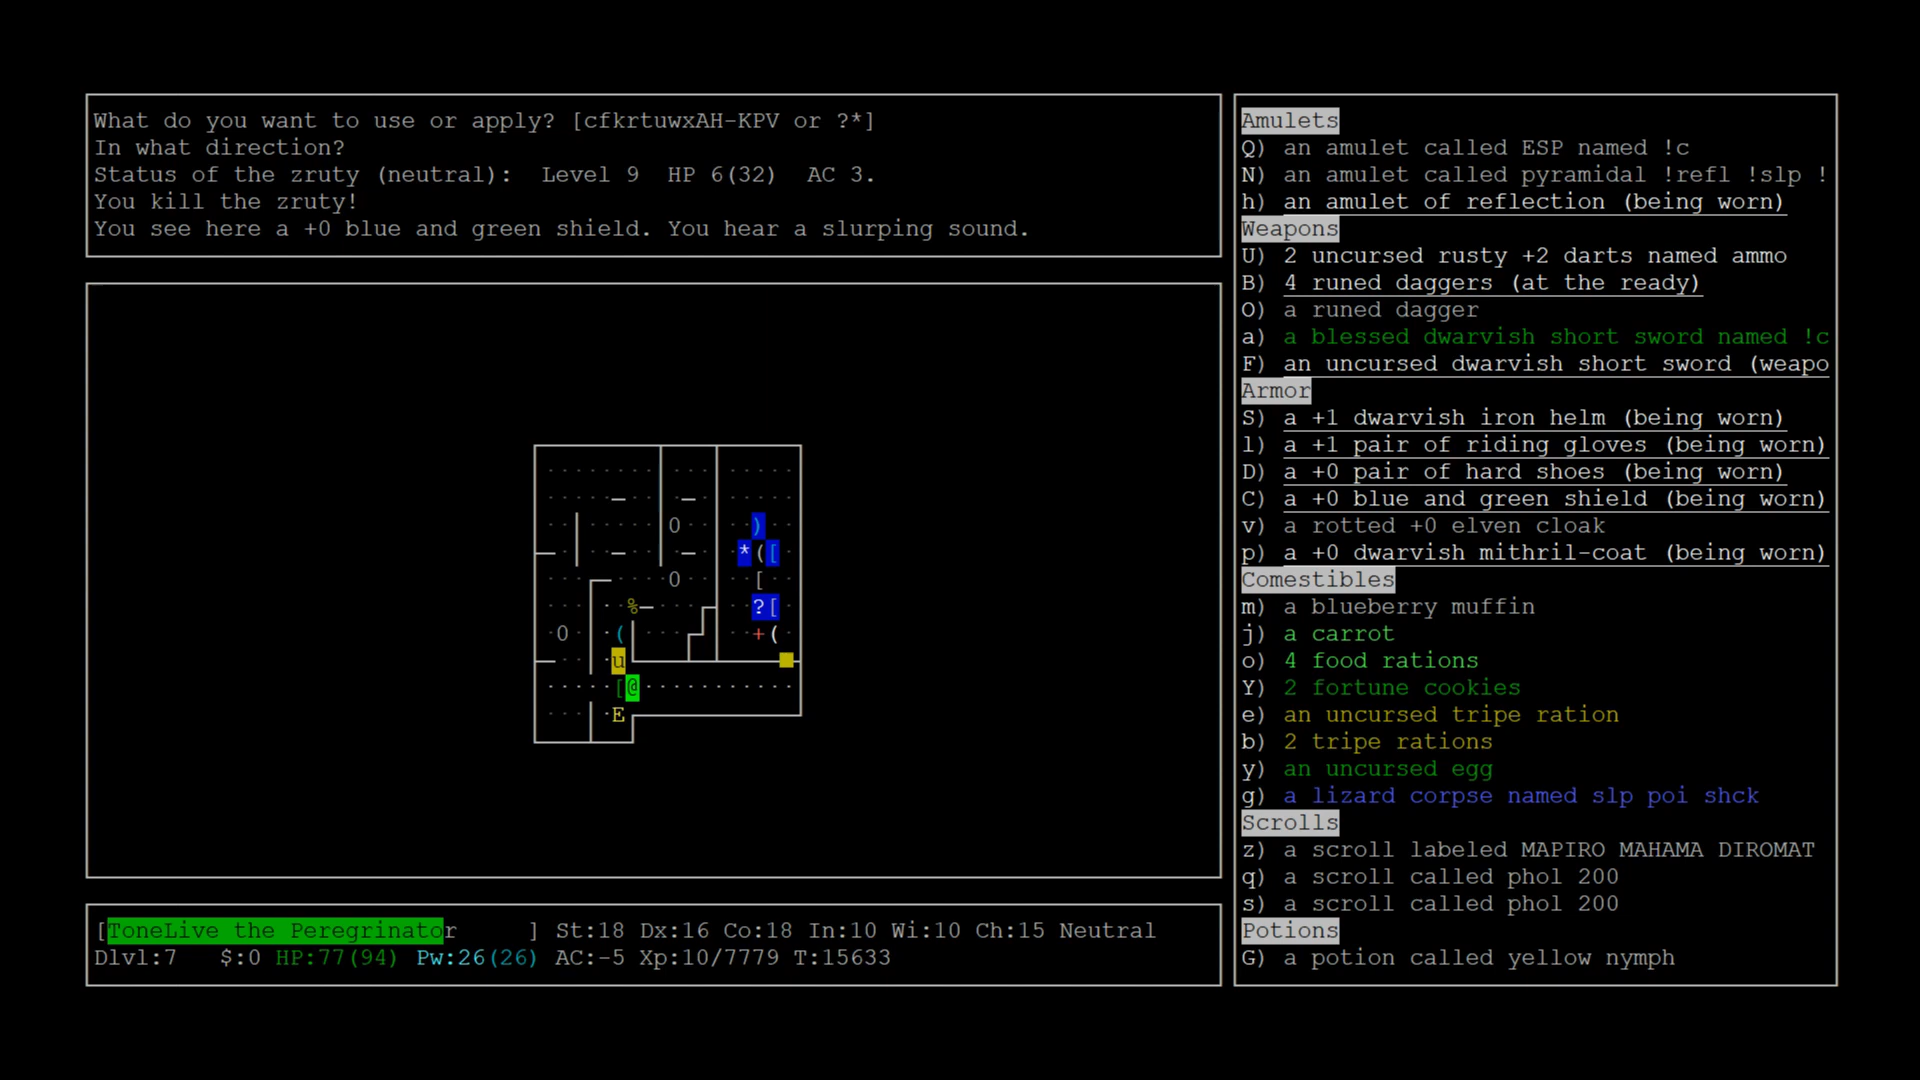 What do you want to use or apply? [cfkrtuwxAH-KPV or ?*]
In what direction?
Status of the zruty (neutral):  Level 9  HP 6(32)  AC 3.
You kill the zruty!
You see here a +0 blue and green shield. You hear a slurping sound.
[ToneLive the Peregrinator     ] St:18 Dx:16 Co:18 In:10 Wi:10 Ch:15 Neutral
Dlvl:7  $:0 HP:77(94) Pw:26(26) AC:-5 Xp:10/7779 T:15633
Amulets
Q) an amulet called ESP named !c
N) an amulet called pyramidal !refl !slp !
h) an amulet of reflection (being worn)
Weapons
U) 2 uncursed rusty +2 darts named ammo
B) 4 runed daggers (at the ready)
O) a runed dagger
a) a blessed dwarvish short sword named !c
F) an uncursed dwarvish short sword (weapo
Armor
S) a +1 dwarvish iron helm (being worn)
l) a +1 pair of riding gloves (being worn)
D) a +0 pair of hard shoes (being worn)
C) a +0 blue and green shield (being worn)
v) a rotted +0 elven cloak
p) a +0 dwarvish mithril-coat (being worn)
Comestibles
m) a blueberry muffin
j) a carrot
o) 4 food rations
Y) 2 fortune cookies
e) an uncursed tripe ration
b) 2 tripe rations
y) an uncursed egg
g) a lizard corpse named slp poi shck
Scrolls
z) a scroll labeled MAPIRO MAHAMA DIROMAT
q) a scroll called phol 200
s) a scroll called phol 200
Potions
G) a potion called yellow nymph